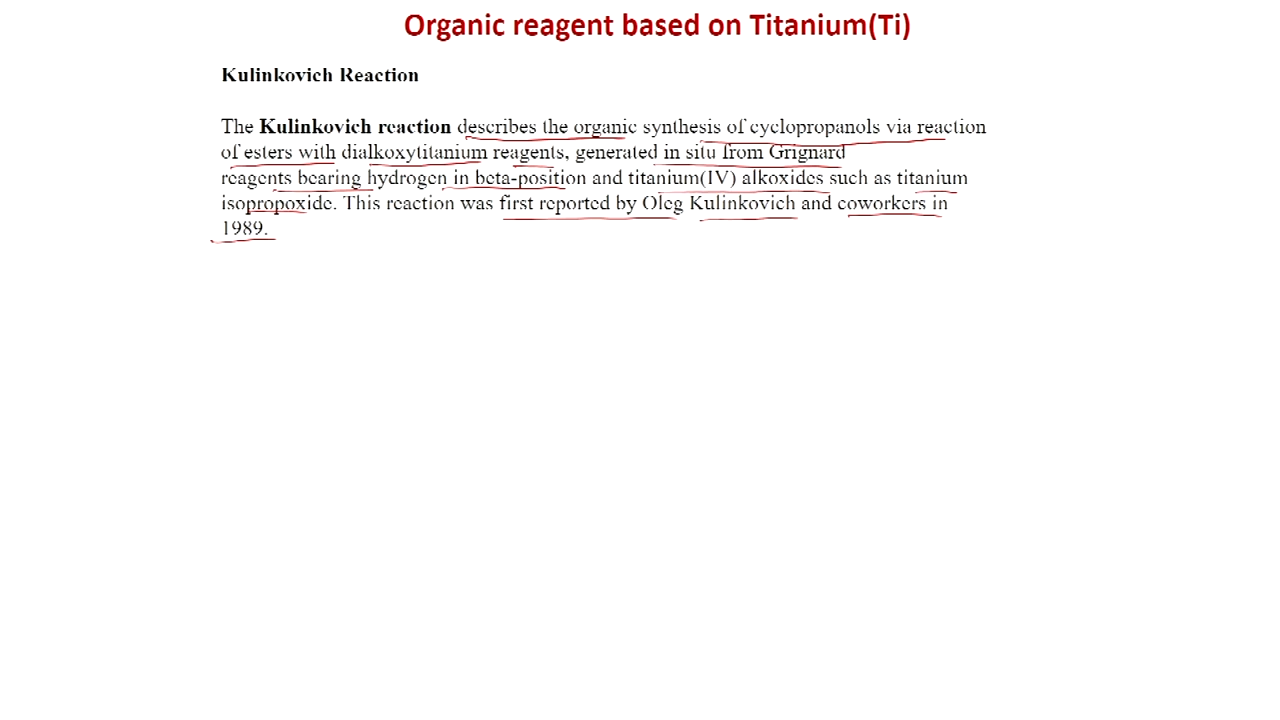 Organic reagent based on Titanium(Ti)
Kulinkovich Reaction
The Kulinkovich reaction describes the organic synthesis of cyclopropanols via reaction
of esters with dialkoxytitanium reagents, generated in situ from Grignard
reagents bearing hydrogen in beta-position and titanium(IV) alkoxides such as titanium
isopropoxide. This reaction was first reported by Oleg Kulinkovich and coworkers in
1989.